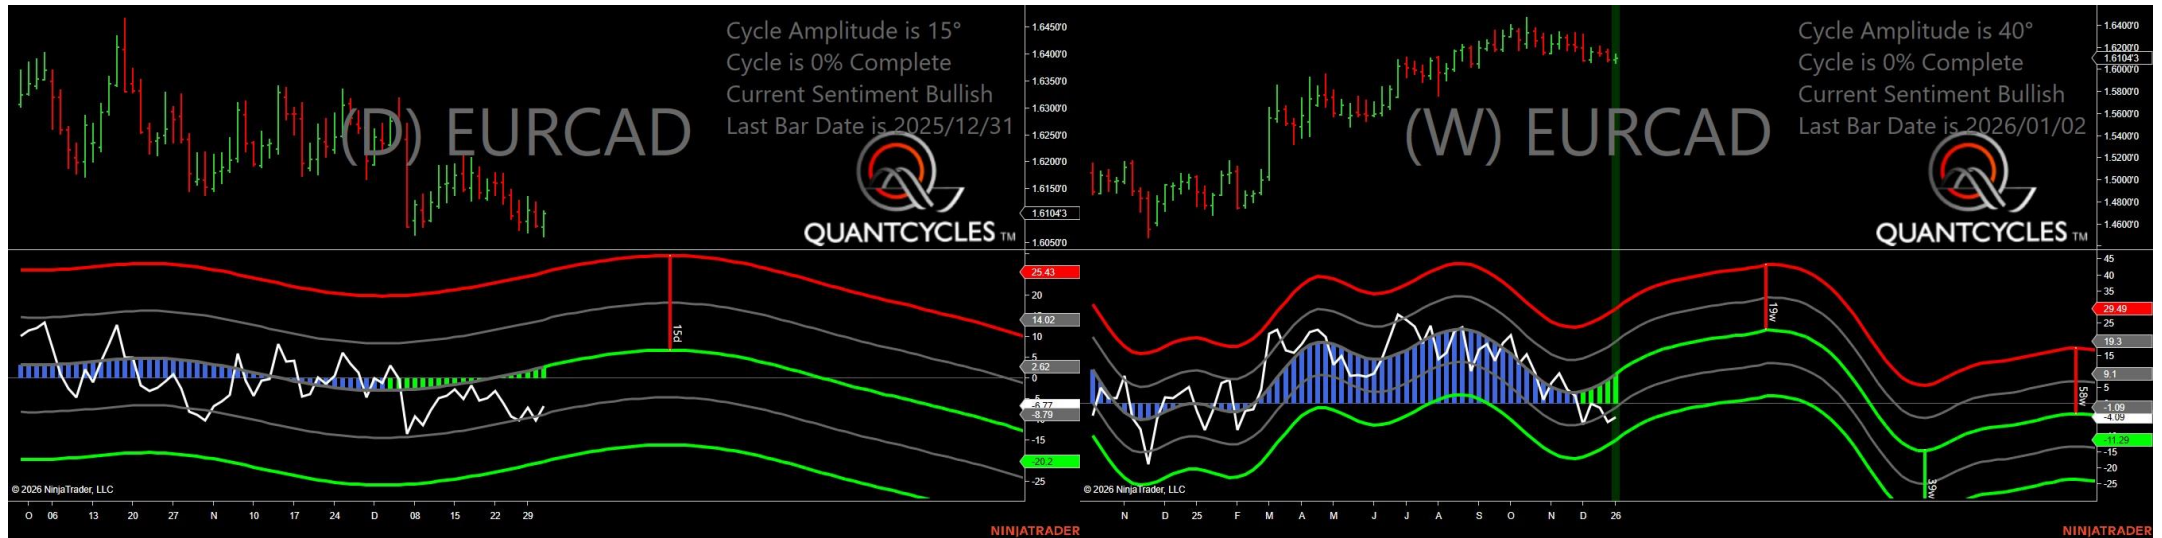 Cycle Amplitude is 15°
Cycle is 0% Complete
Current Sentiment Bullish
Last Bar Date is 2025/12/31
(D) EURCAD
QUANTCYCLES TM
1.6450'0
1.6400'0
1.6350'0
1.6300'0
1.6250'0
1.6200'0
1.6150'0
1.6104'3
1.6050'0
25.43
20
14.02
10
5
2.62
0
-6.77
-8.79
-15
-20.2
-25
15d
© 2026 NinjaTrader, LLC
O 06 13 20 27 N 10 17 24 D 08 15 22 29
NINJATRADER
Cycle Amplitude is 40°
Cycle is 0% Complete
Current Sentiment Bullish
Last Bar Date is 2026/01/02
(W) EURCAD
QUANTCYCLES TM
1.6400'0
1.6200'0
1.6104'3
1.6000'0
1.5800'0
1.5600'0
1.5400'0
1.5200'0
1.5000'0
1.4800'0
1.4600'0
45
40
35
29.49
25
19.3
15
9.1
5
-1.09
-4.09
-11.29
-15
-20
-25
19w
39w
58w
© 2026 NinjaTrader, LLC
N D 25 F M A M J J A S O N D 26
NINJATRADER